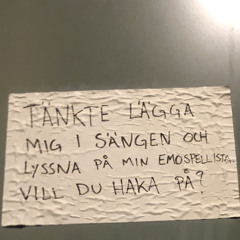 TÄNKTE LÄGGA
MIG I SÄNGEN OCH
LYSSNA PÅ MIN EMOSPELLISTA..
VILL DU HAKA PÅ?